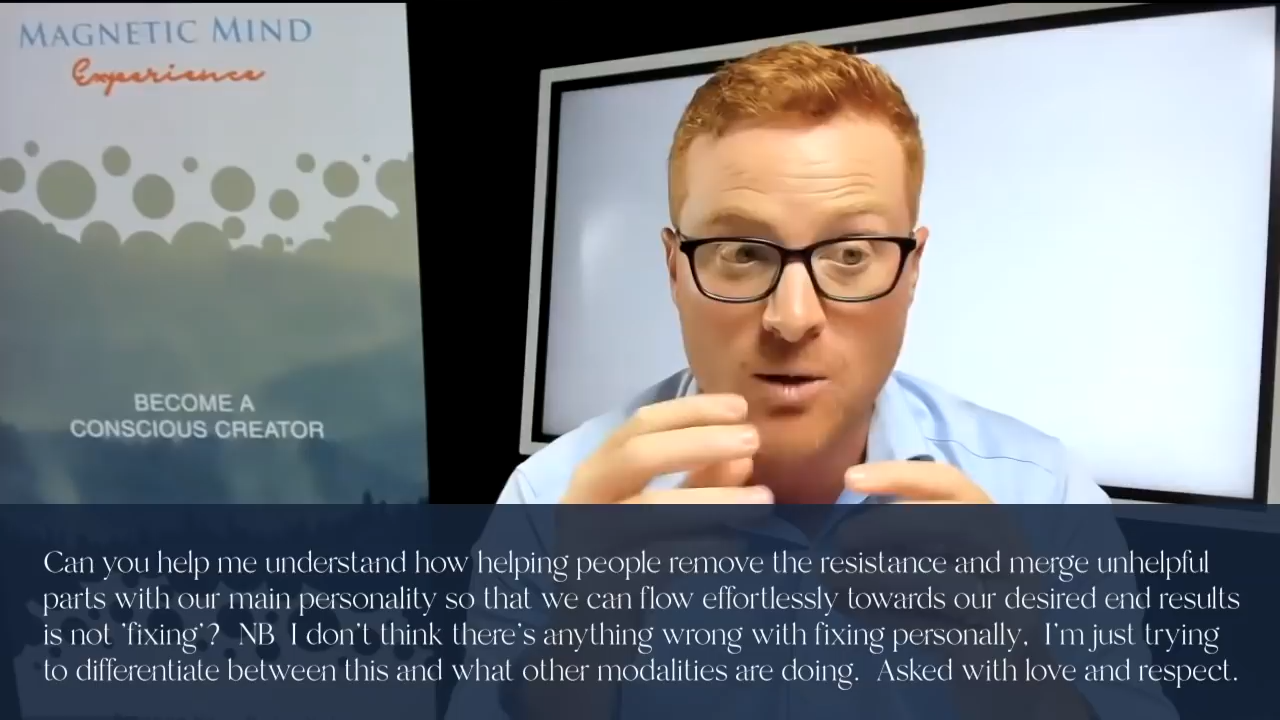 MAGNETIC MIND
Experience
BECOME A
CONSCIOUS CREATOR
Can you help me understand how helping people remove the resistance and merge unhelpful
parts with our main personality so that we can flow effortlessly towards our desired end results
is not 'fixing'? NB I don't think there's anything wrong with fixing personally, I'm just trying
to differentiate between this and what other modalities are doing. Asked with love and respect.